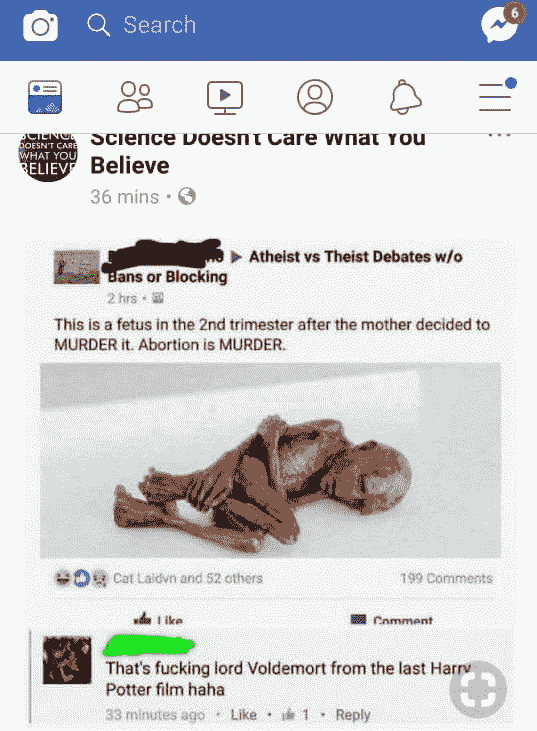 6
Search
SCIENCE
DOESN'T CARE
WHAT YOU
BELIEVE
Science Doesn't Care What You
Believe
36 mins
Atheist vs Theist Debates w/o
Bans or Blocking
2 hrs
This is a fetus in the 2nd trimester after the mother decided to
MURDER it. Abortion is MURDER.
Cat Laidvn and 52 others
199 Comments
Like
Comment
That's fucking lord Voldemort from the last Harry
Potter film haha
33 minutes ago · Like · 1 · Reply